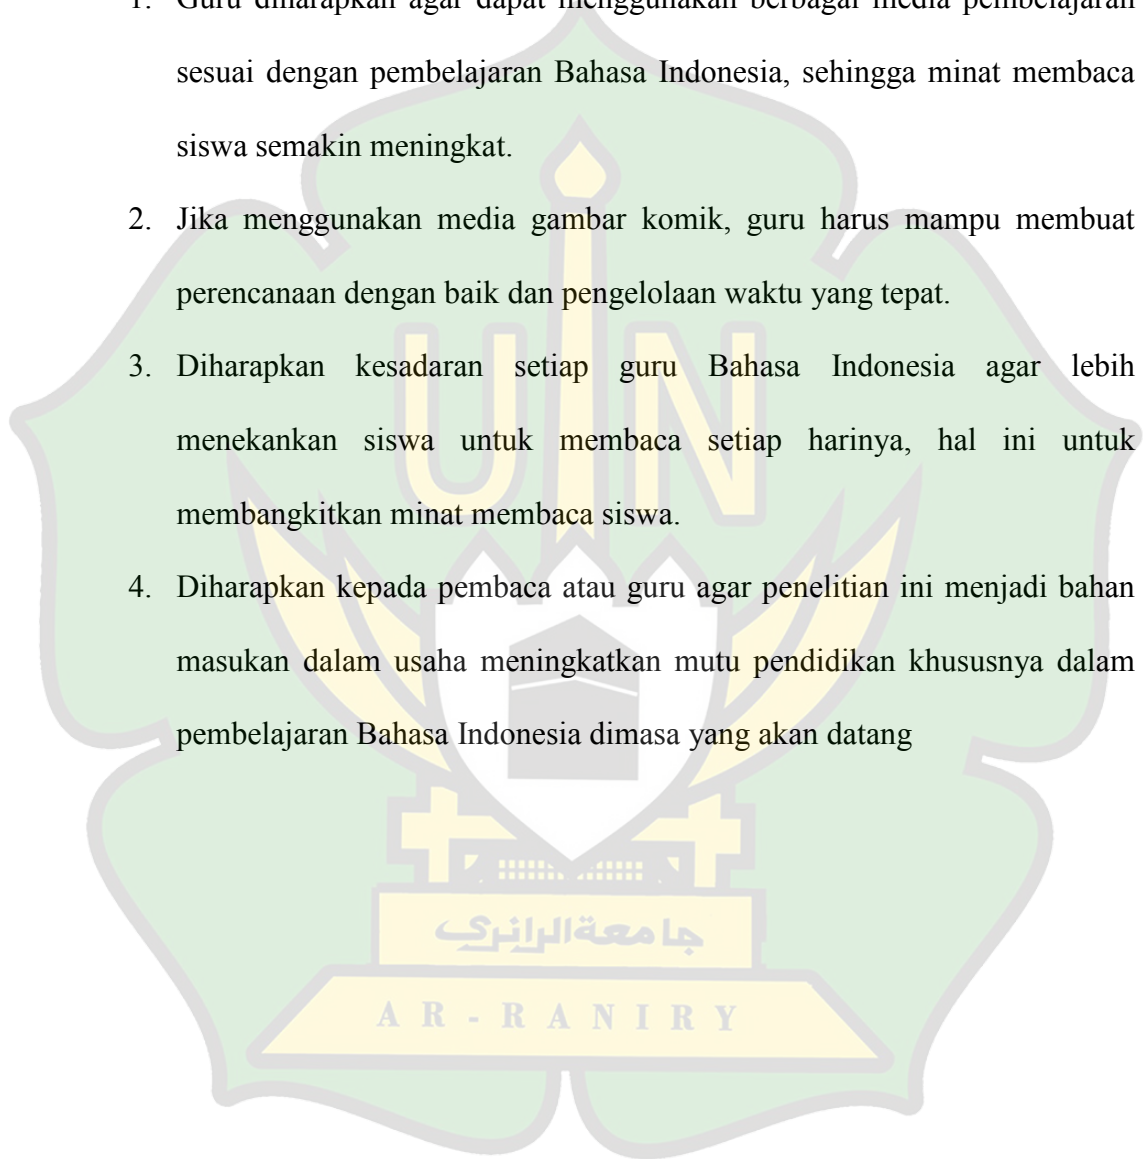 1. Guru diharapkan agar dapat menggunakan berbagai media pembelajaran
sesuai dengan pembelajaran Bahasa Indonesia, sehingga minat membaca
siswa semakin meningkat.
2. Jika menggunakan media gambar komik, guru harus mampu membuat
perencanaan dengan baik dan pengelolaan waktu yang tepat.
3. Diharapkan kesadaran setiap guru Bahasa Indonesia agar lebih
menekankan siswa untuk membaca setiap harinya, hal ini untuk
membangkitkan minat membaca siswa.
4. Diharapkan kepada pembaca atau guru agar penelitian ini menjadi bahan
masukan dalam usaha meningkatkan mutu pendidikan khususnya dalam
pembelajaran Bahasa Indonesia dimasa yang akan datang
UIN
جامعةالرانري
AR-RANIRY